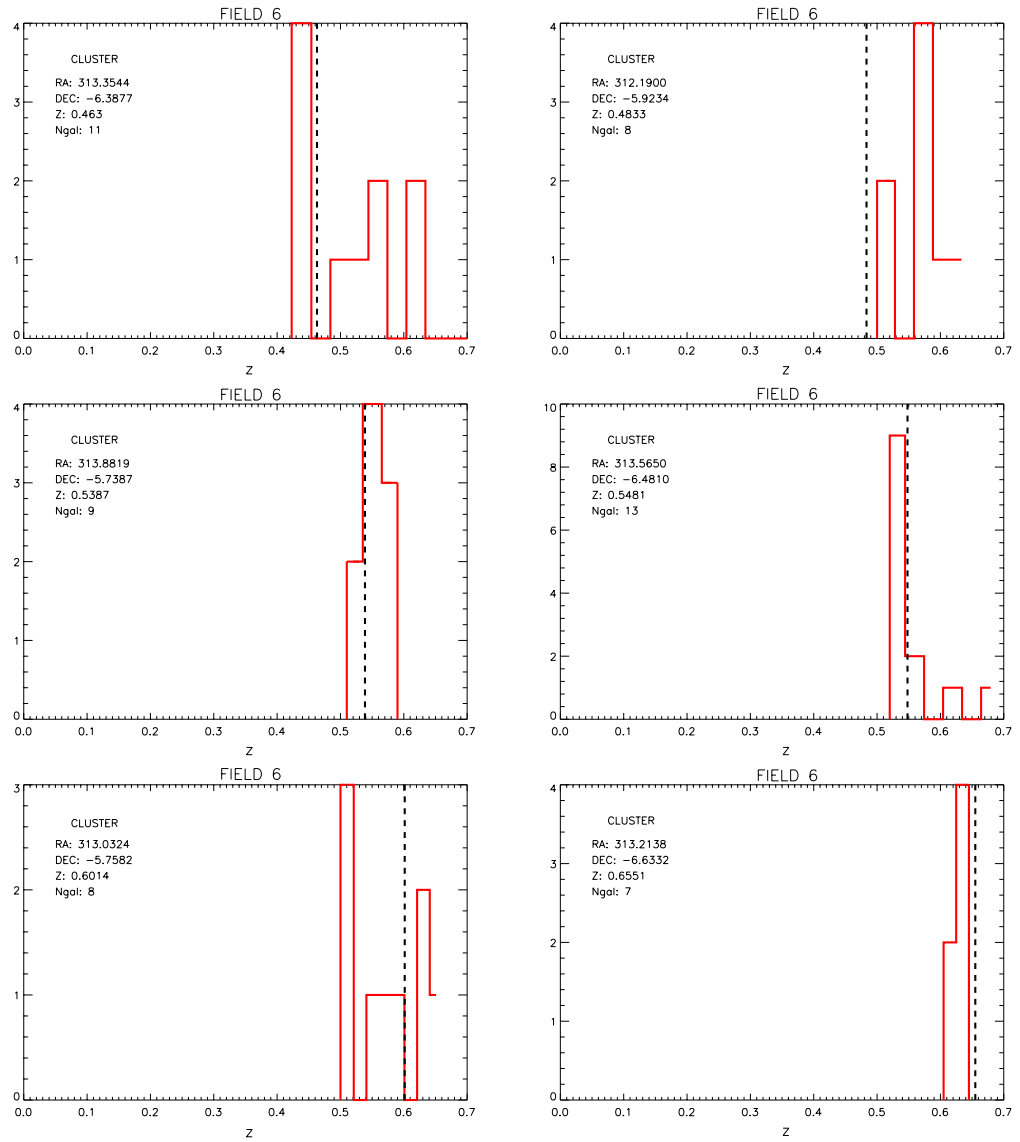 FIELD 6
CLUSTER
RA: 313.3544
DEC: −6.3877
Z: 0.463
Ngal: 11
4
3
2
1
0
0.0 0.1 0.2 0.3 0.4 0.5 0.6 0.7
Z
FIELD 6
CLUSTER
RA: 312.1900
DEC: −5.9234
Z: 0.4833
Ngal: 8
4
3
2
1
0
0.0 0.1 0.2 0.3 0.4 0.5 0.6 0.7
Z
FIELD 6
CLUSTER
RA: 313.8819
DEC: −5.7387
Z: 0.5387
Ngal: 9
4
3
2
1
0
0.0 0.1 0.2 0.3 0.4 0.5 0.6 0.7
Z
FIELD 6
CLUSTER
RA: 313.5650
DEC: −6.4810
Z: 0.5481
Ngal: 13
10
8
6
4
2
0
0.0 0.1 0.2 0.3 0.4 0.5 0.6 0.7
Z
FIELD 6
CLUSTER
RA: 313.0324
DEC: −5.7582
Z: 0.6014
Ngal: 8
3
2
1
0
0.0 0.1 0.2 0.3 0.4 0.5 0.6 0.7
Z
FIELD 6
CLUSTER
RA: 313.2138
DEC: −6.6332
Z: 0.6551
Ngal: 7
4
3
2
1
0
0.0 0.1 0.2 0.3 0.4 0.5 0.6 0.7
Z